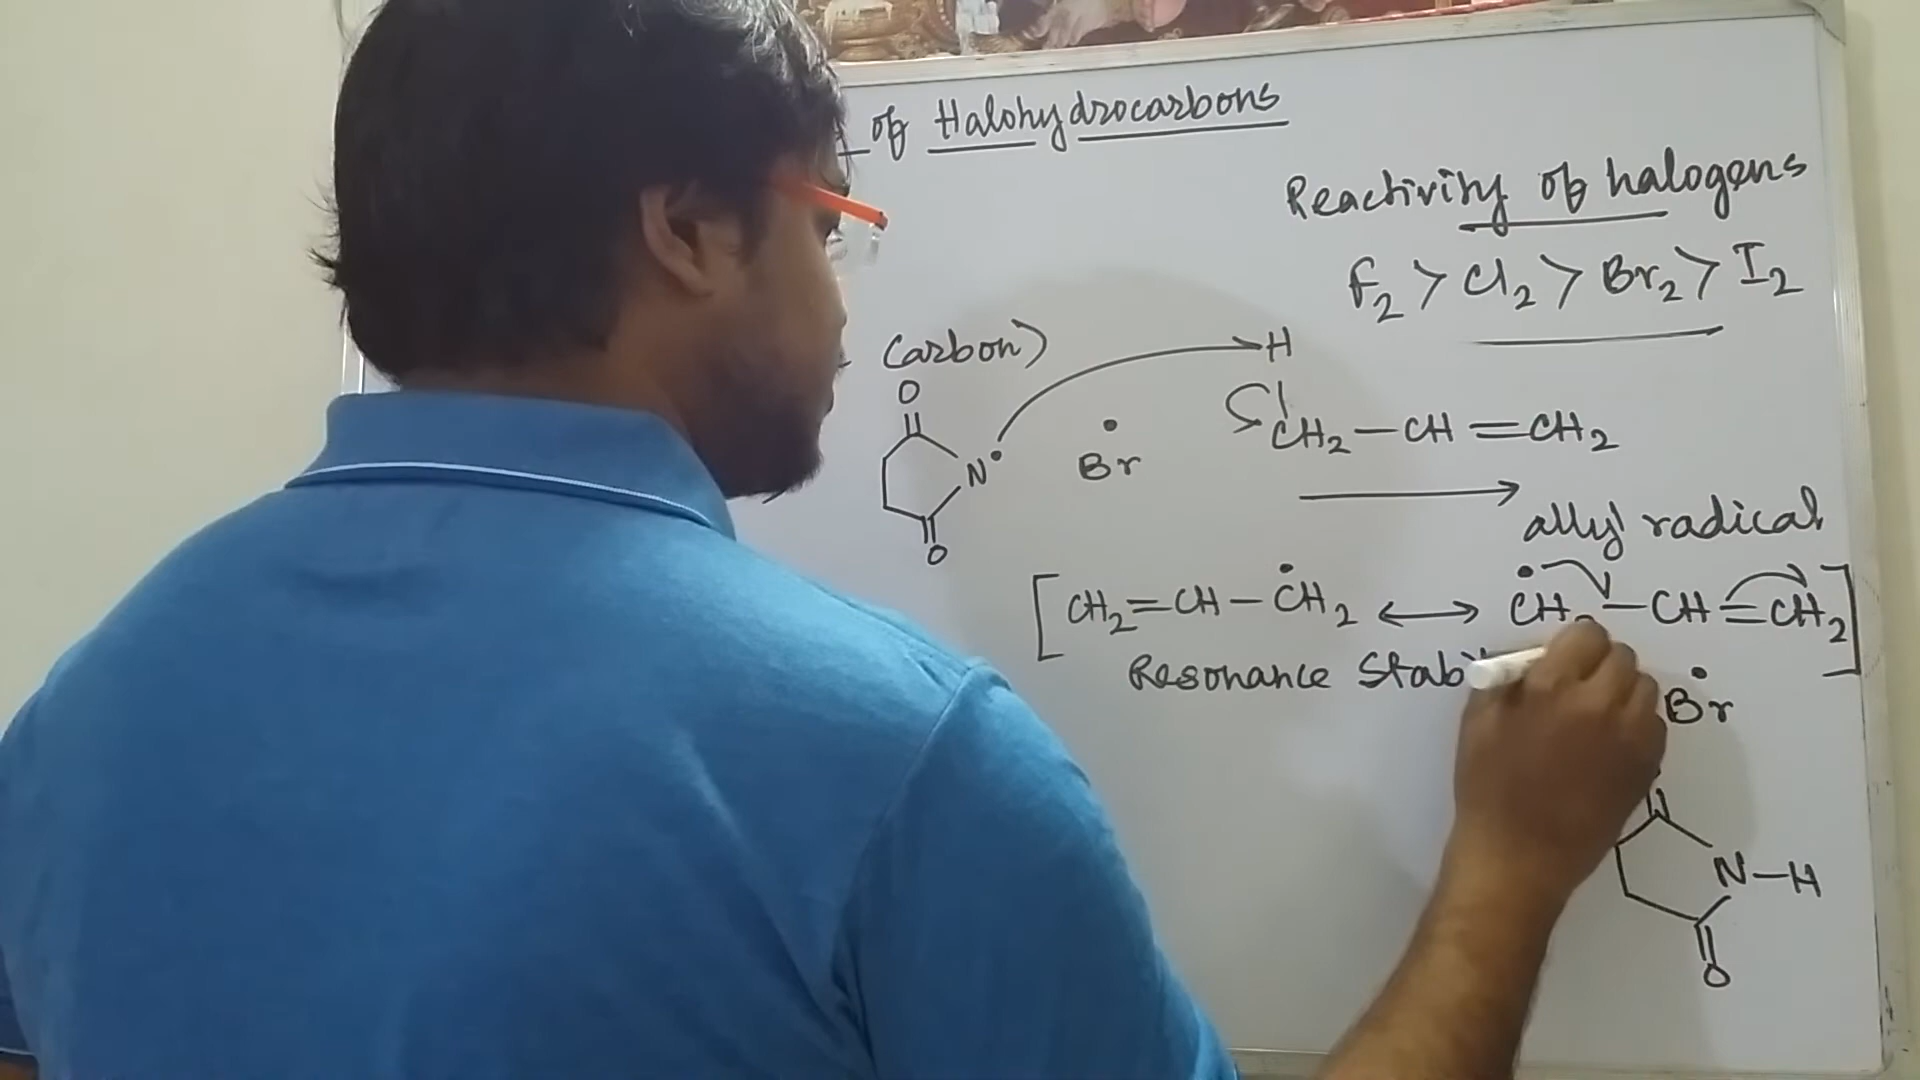 of Halohydrocarbons
Reactivity of halogens
F₂ > Cl₂ > Br₂ > I₂
Carbon)
O
H
CH₂—CH=CH₂
N•
Br
O
ally radical
[CH₂=CH—ĊH₂ ↔ ĊH₂—CH=CH₂]
Resonance Stab
Br
N—H
O